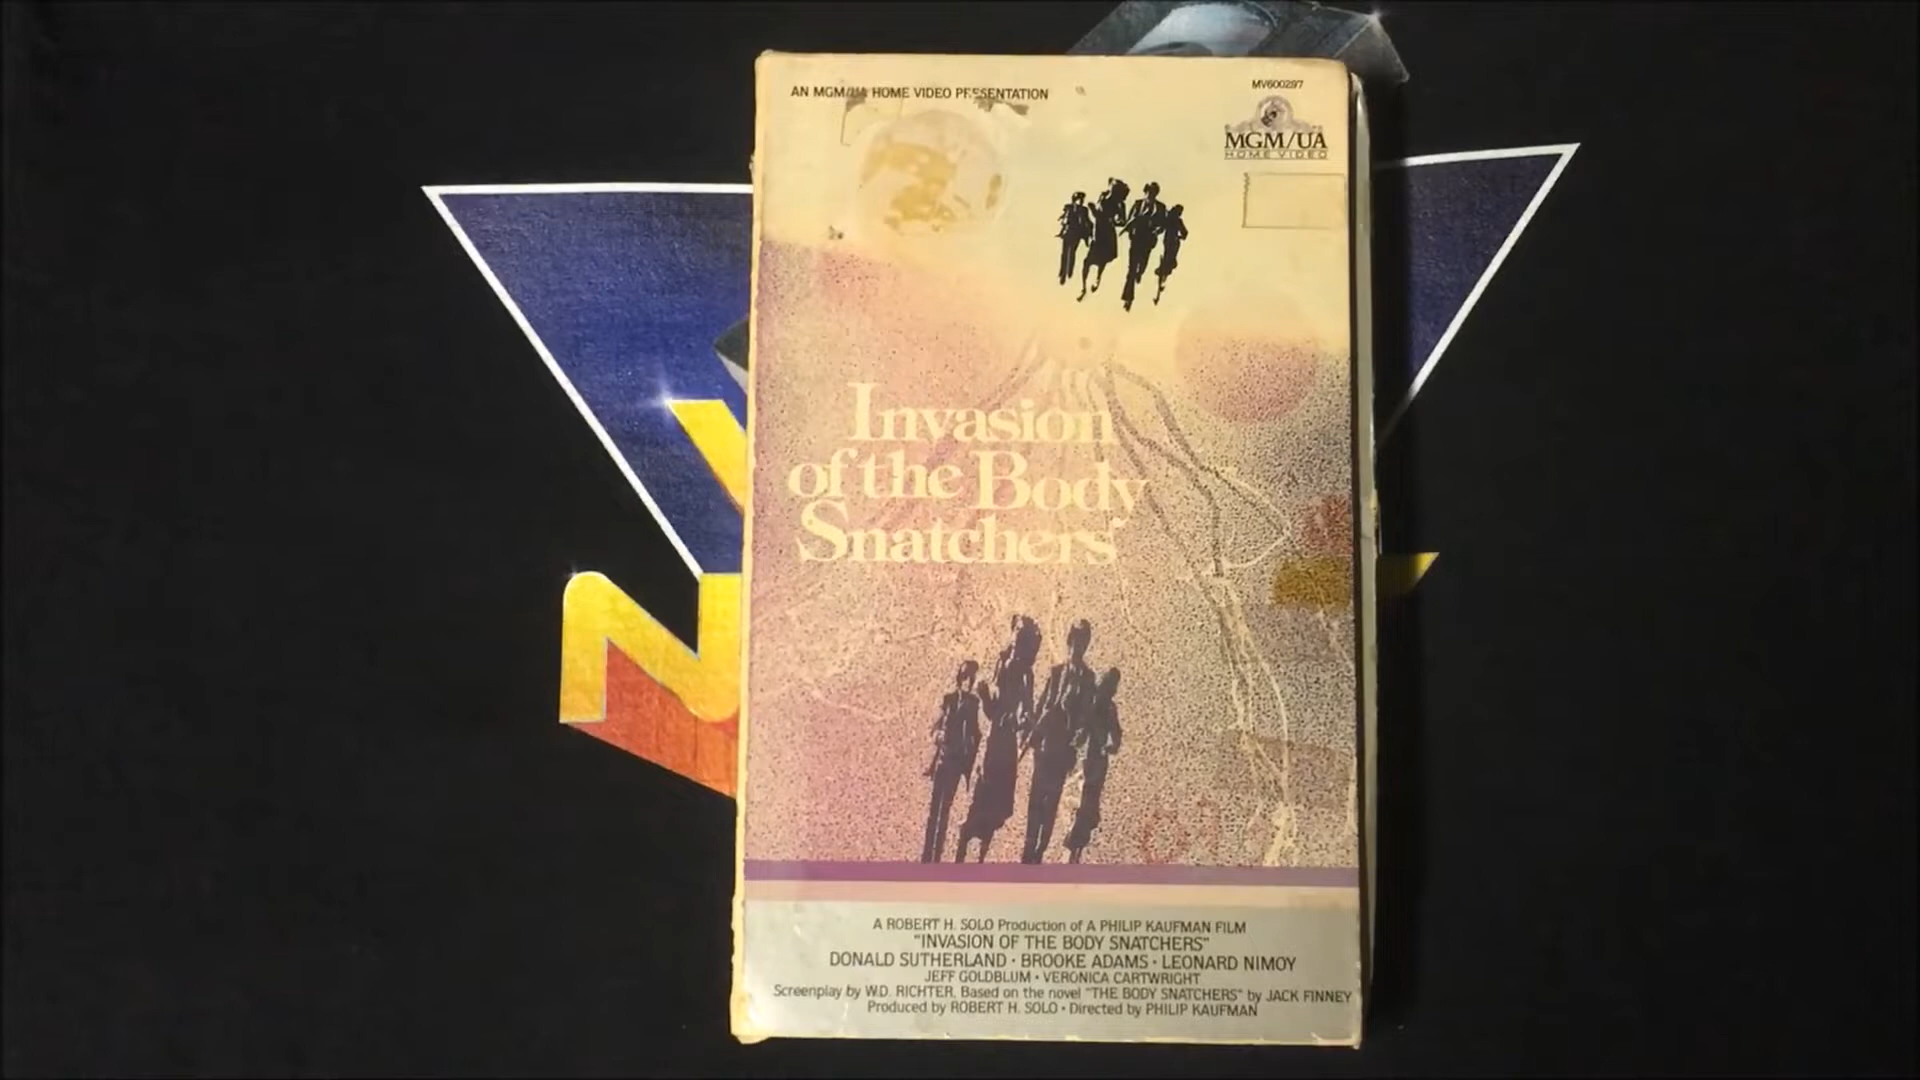 AN MGM/UA HOME VIDEO PRESENTATION
MV600297
MGM/UA
HOME VIDEO
Invasion
of the Body
Snatchers
A ROBERT H. SOLO Production of A PHILIP KAUFMAN FILM
"INVASION OF THE BODY SNATCHERS"
DONALD SUTHERLAND · BROOKE ADAMS · LEONARD NIMOY
JEFF GOLDBLUM · VERONICA CARTWRIGHT
Screenplay by W.D. RICHTER, Based on the novel "THE BODY SNATCHERS" by JACK FINNEY
Produced by ROBERT H. SOLO · Directed by PHILIP KAUFMAN